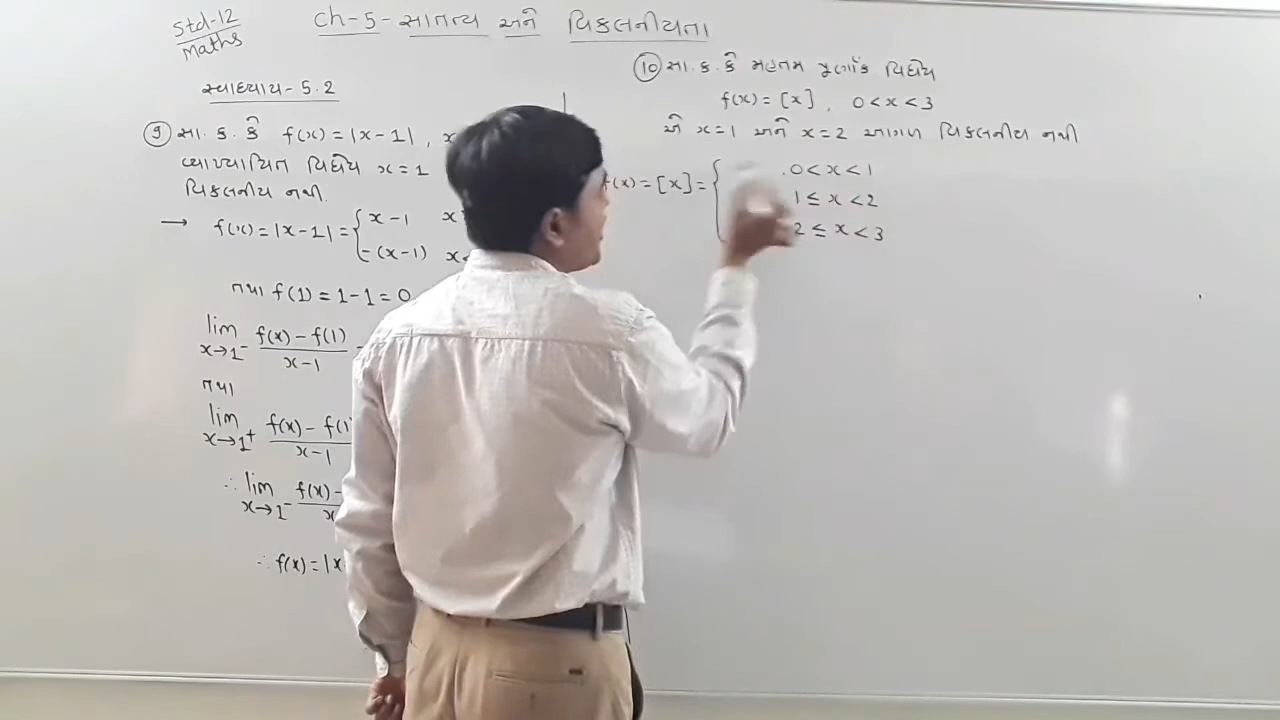 Std-12
Maths
Ch-5-સાતત્ય અને વિકલનીયતા
સ્વાધ્યાય-5.2
9 સા.ક.કે f(x)=|x-1|, x
વ્યાખ્યાયિત વિધેય x=1
વિકલનીય નથી.
→ f(x)=|x-1|= { x-1 x
-(x-1) x<
તથા f(1)=1-1=0
lim x→1⁻ f(x)-f(1) / x-1
તથા
lim x→1⁺ f(x)-f(1) / x-1
∴ lim x→1⁻ f(x)-
∴ f(x)=|x
10 સા.ક.કે મહતમ પૂર્ણાંક વિધેય
f(x)=[x], 0<x<3
એ x=1 અને x=2 આગળ વિકલનીય નથી
f(x)=[x]= { , 0<x<1
1≤x<2
2≤x<3